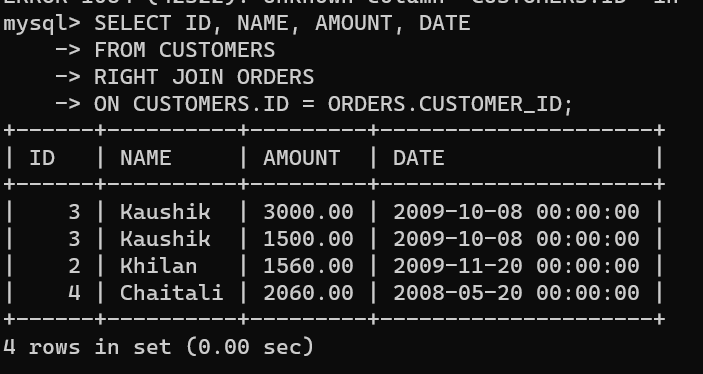 mysql> SELECT ID, NAME, AMOUNT, DATE
    -> FROM CUSTOMERS
    -> RIGHT JOIN ORDERS
    -> ON CUSTOMERS.ID = ORDERS.CUSTOMER_ID;
+------+----------+---------+---------------------+
| ID   | NAME     | AMOUNT  | DATE                |
+------+----------+---------+---------------------+
|    3 | Kaushik  | 3000.00 | 2009-10-08 00:00:00 |
|    3 | Kaushik  | 1500.00 | 2009-10-08 00:00:00 |
|    2 | Khilan   | 1560.00 | 2009-11-20 00:00:00 |
|    4 | Chaitali | 2060.00 | 2008-05-20 00:00:00 |
+------+----------+---------+---------------------+
4 rows in set (0.00 sec)